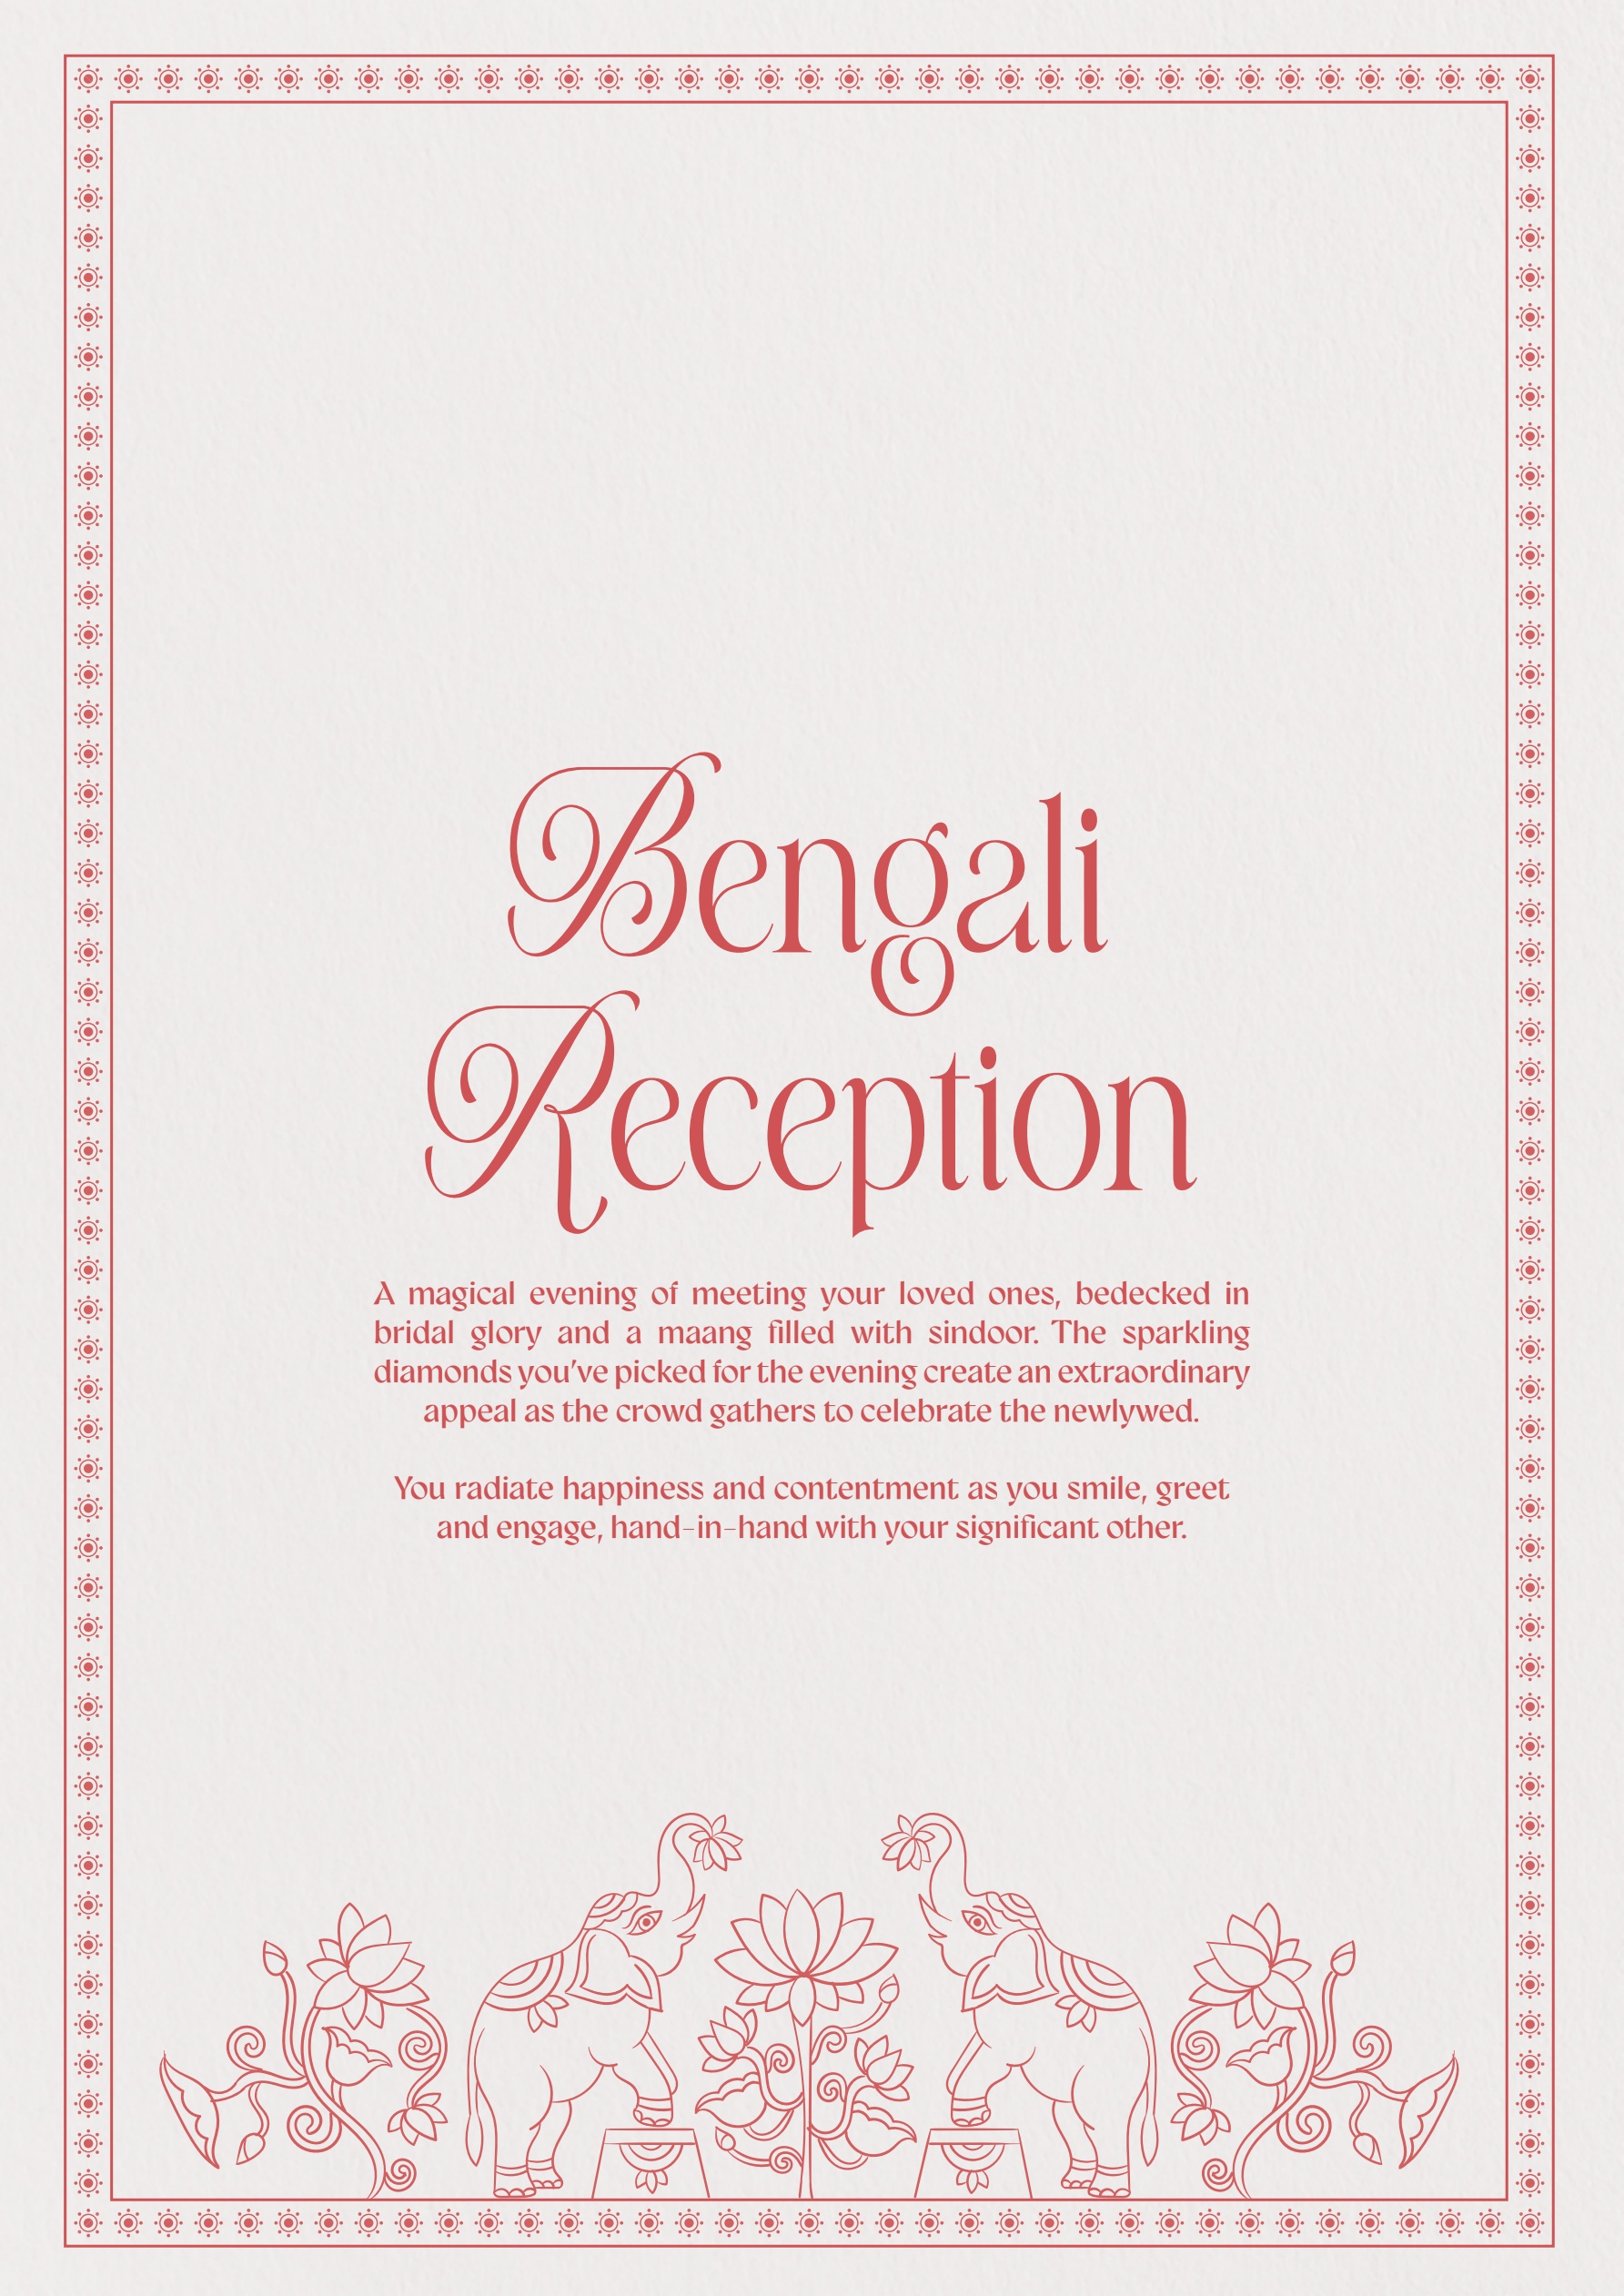 Bengali
Reception
A magical evening of meeting your loved ones, bedecked in
bridal glory and a maang filled with sindoor. The sparkling
diamonds you've picked for the evening create an extraordinary
appeal as the crowd gathers to celebrate the newlywed.
You radiate happiness and contentment as you smile, greet
and engage, hand-in-hand with your significant other.